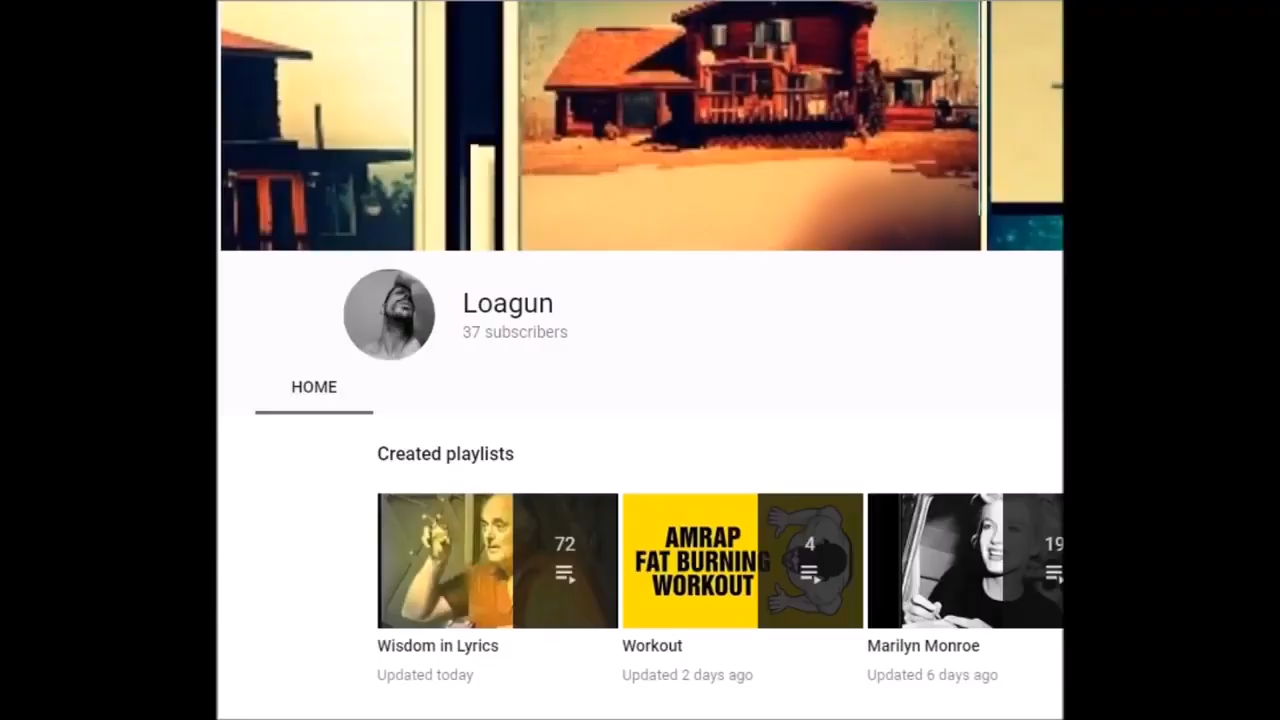 Loagun
37 subscribers
HOME
Created playlists
72
AMRAP
FAT BURNING
WORKOUT
4
19
Wisdom in Lyrics
Updated today
Workout
Updated 2 days ago
Marilyn Monroe
Updated 6 days ago